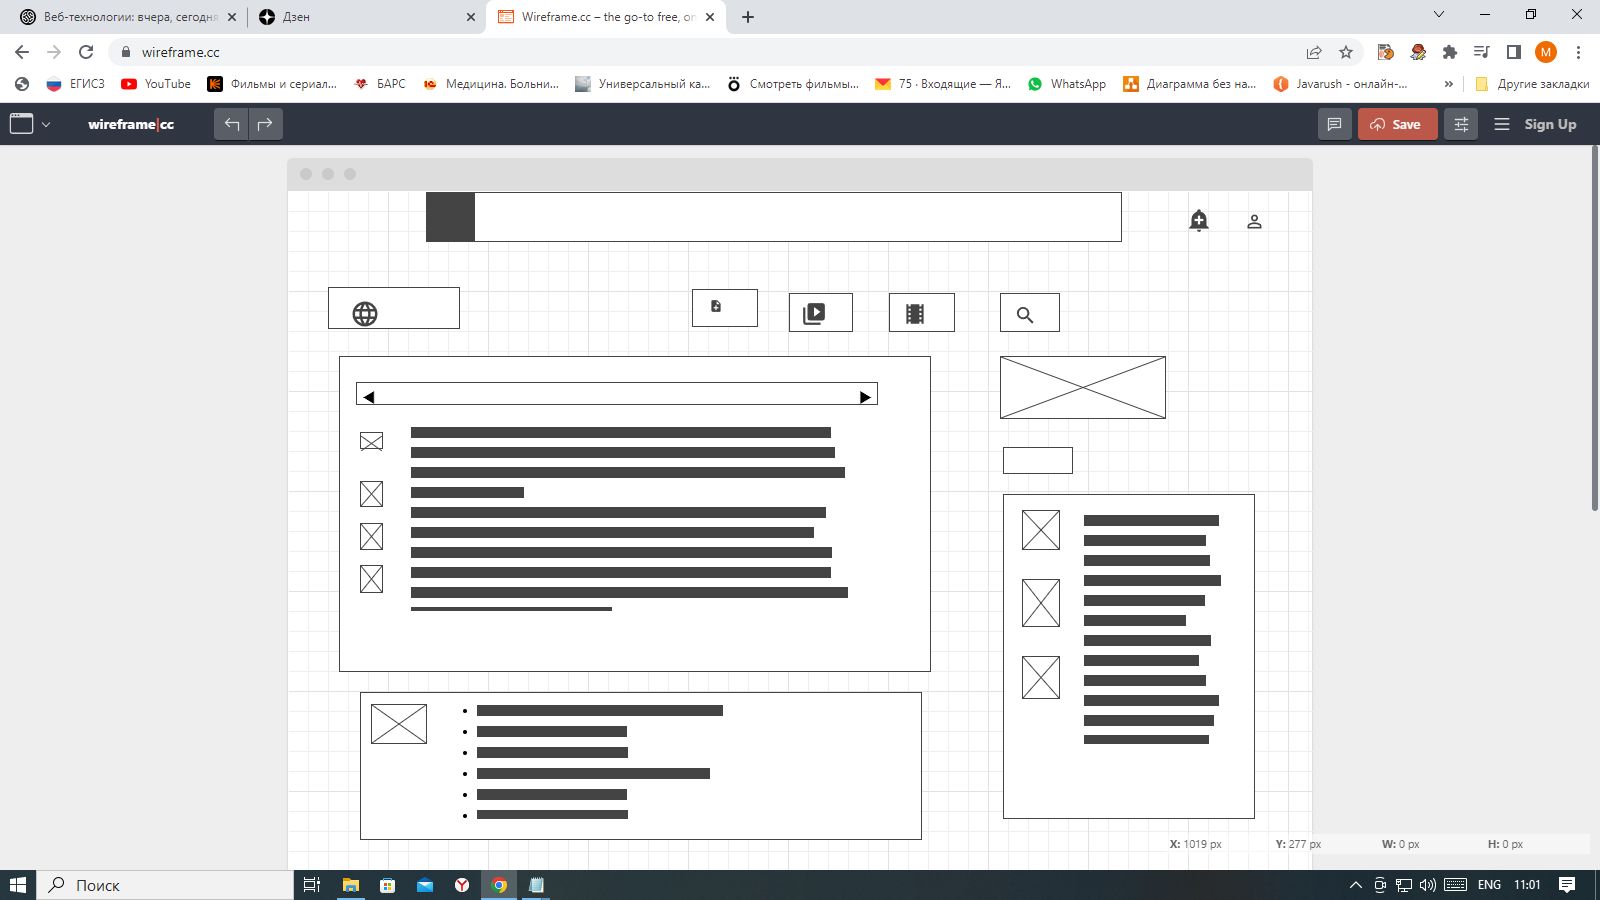 Веб-технологии: вчера, сегодня
Дзен
Wireframe.cc – the go-to free, on
wireframe.cc
M
ЕГИСЗ
YouTube
Фильмы и сериал...
БАРС
Медицина. Больни...
Универсальный ка...
Смотреть фильмы...
75 · Входящие — Я...
WhatsApp
Диаграмма без на...
Javarush - онлайн-...
»
Другие закладки
wireframe|cc
Save
Sign Up
X: 1019 px
Y: 277 px
W: 0 px
H: 0 px
Поиск
ENG
11:01